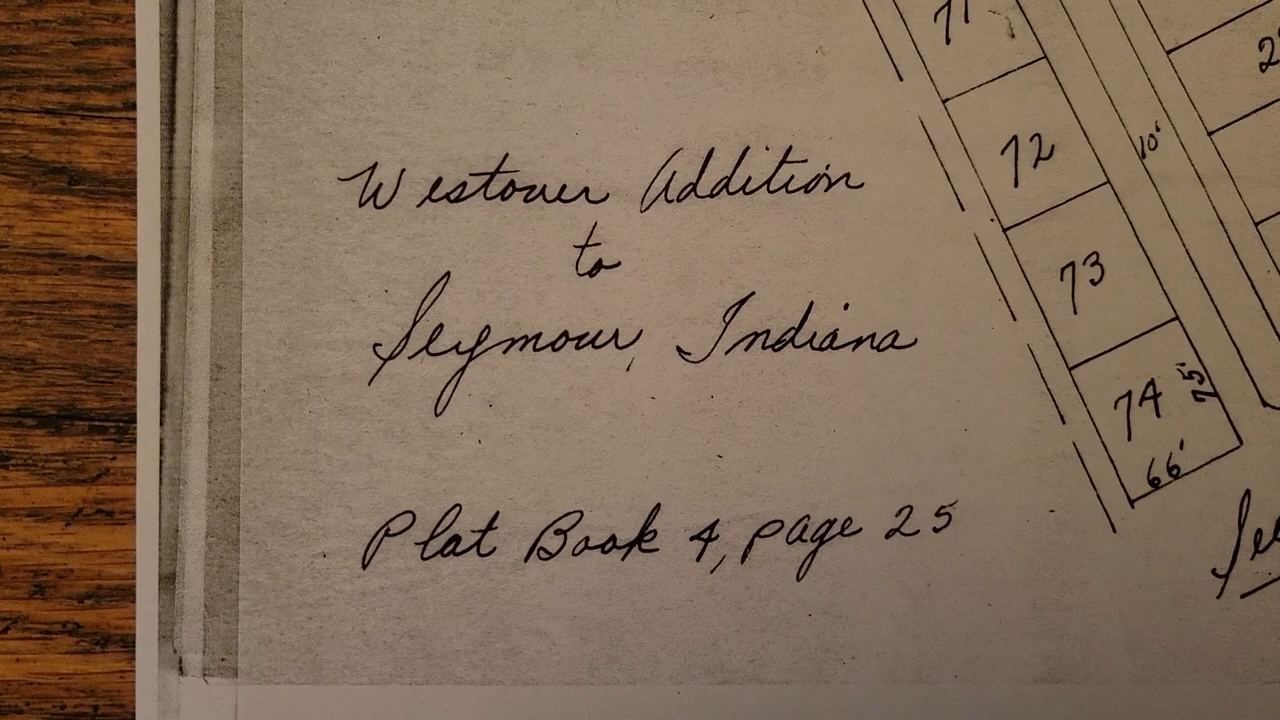 71
72
10'
73
74
75'
66'
Westover Addition
to
Seymour, Indiana
Plat Book 4, page 25